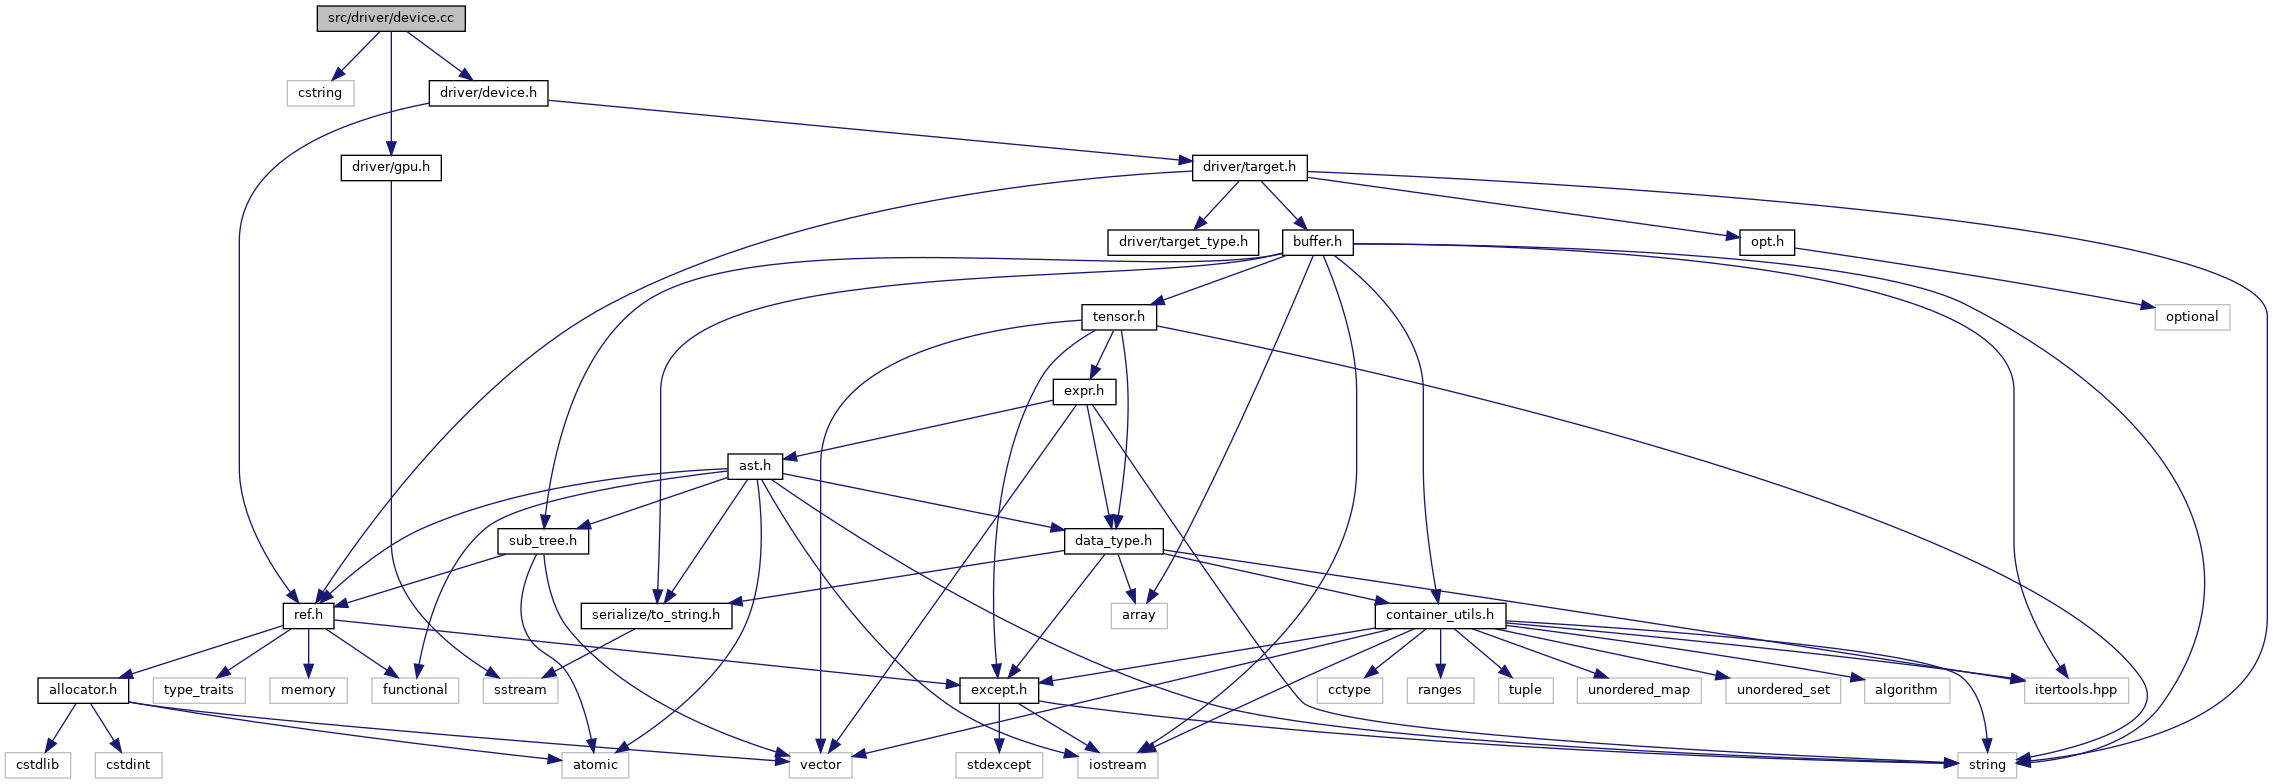 src/driver/device.cc
cstring
driver/device.h
driver/gpu.h
driver/target.h
driver/target_type.h
buffer.h
opt.h
tensor.h
optional
expr.h
ast.h
sub_tree.h
data_type.h
ref.h
serialize/to_string.h
array
container_utils.h
allocator.h
type_traits
memory
functional
sstream
except.h
cctype
ranges
tuple
unordered_map
unordered_set
algorithm
itertools.hpp
cstdlib
cstdint
atomic
vector
stdexcept
iostream
string